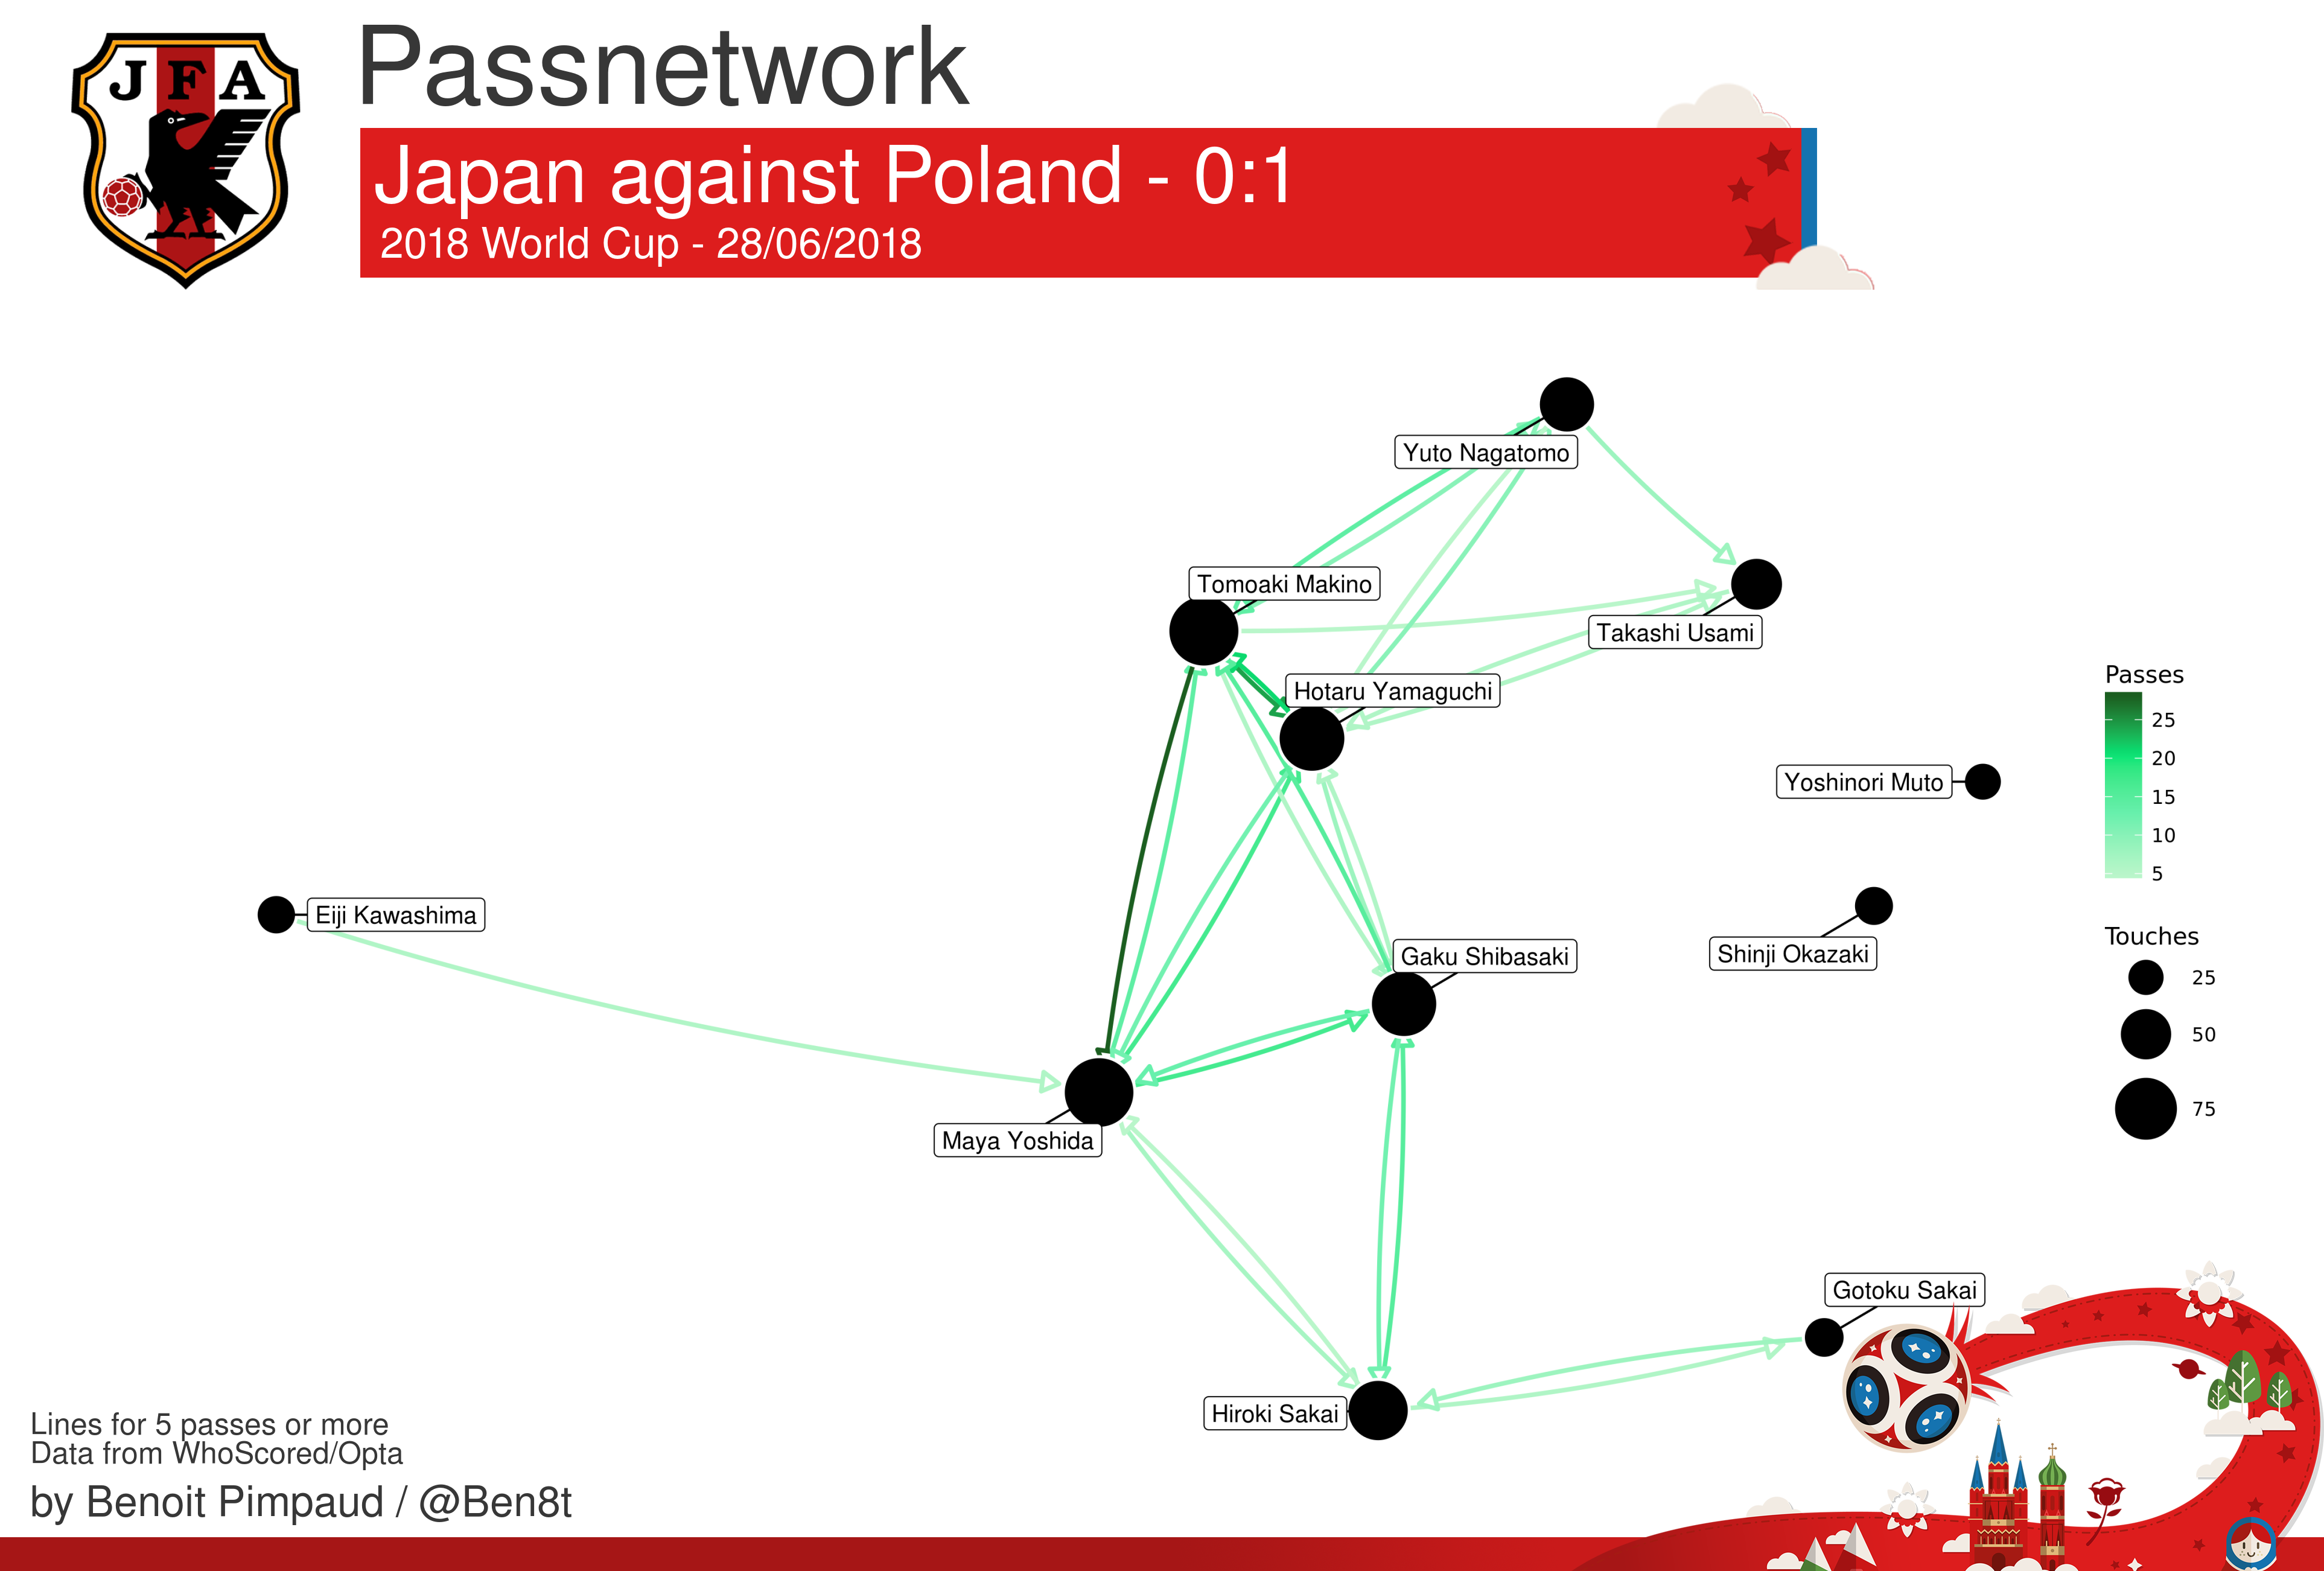 JFA
Passnetwork
Japan against Poland - 0:1
2018 World Cup - 28/06/2018
Yuto Nagatomo
Tomoaki Makino
Takashi Usami
Hotaru Yamaguchi
Yoshinori Muto
Eiji Kawashima
Gaku Shibasaki
Shinji Okazaki
Maya Yoshida
Gotoku Sakai
Hiroki Sakai
Passes
25
20
15
10
5
Touches
25
50
75
Lines for 5 passes or more
Data from WhoScored/Opta
by Benoit Pimpaud / @Ben8t